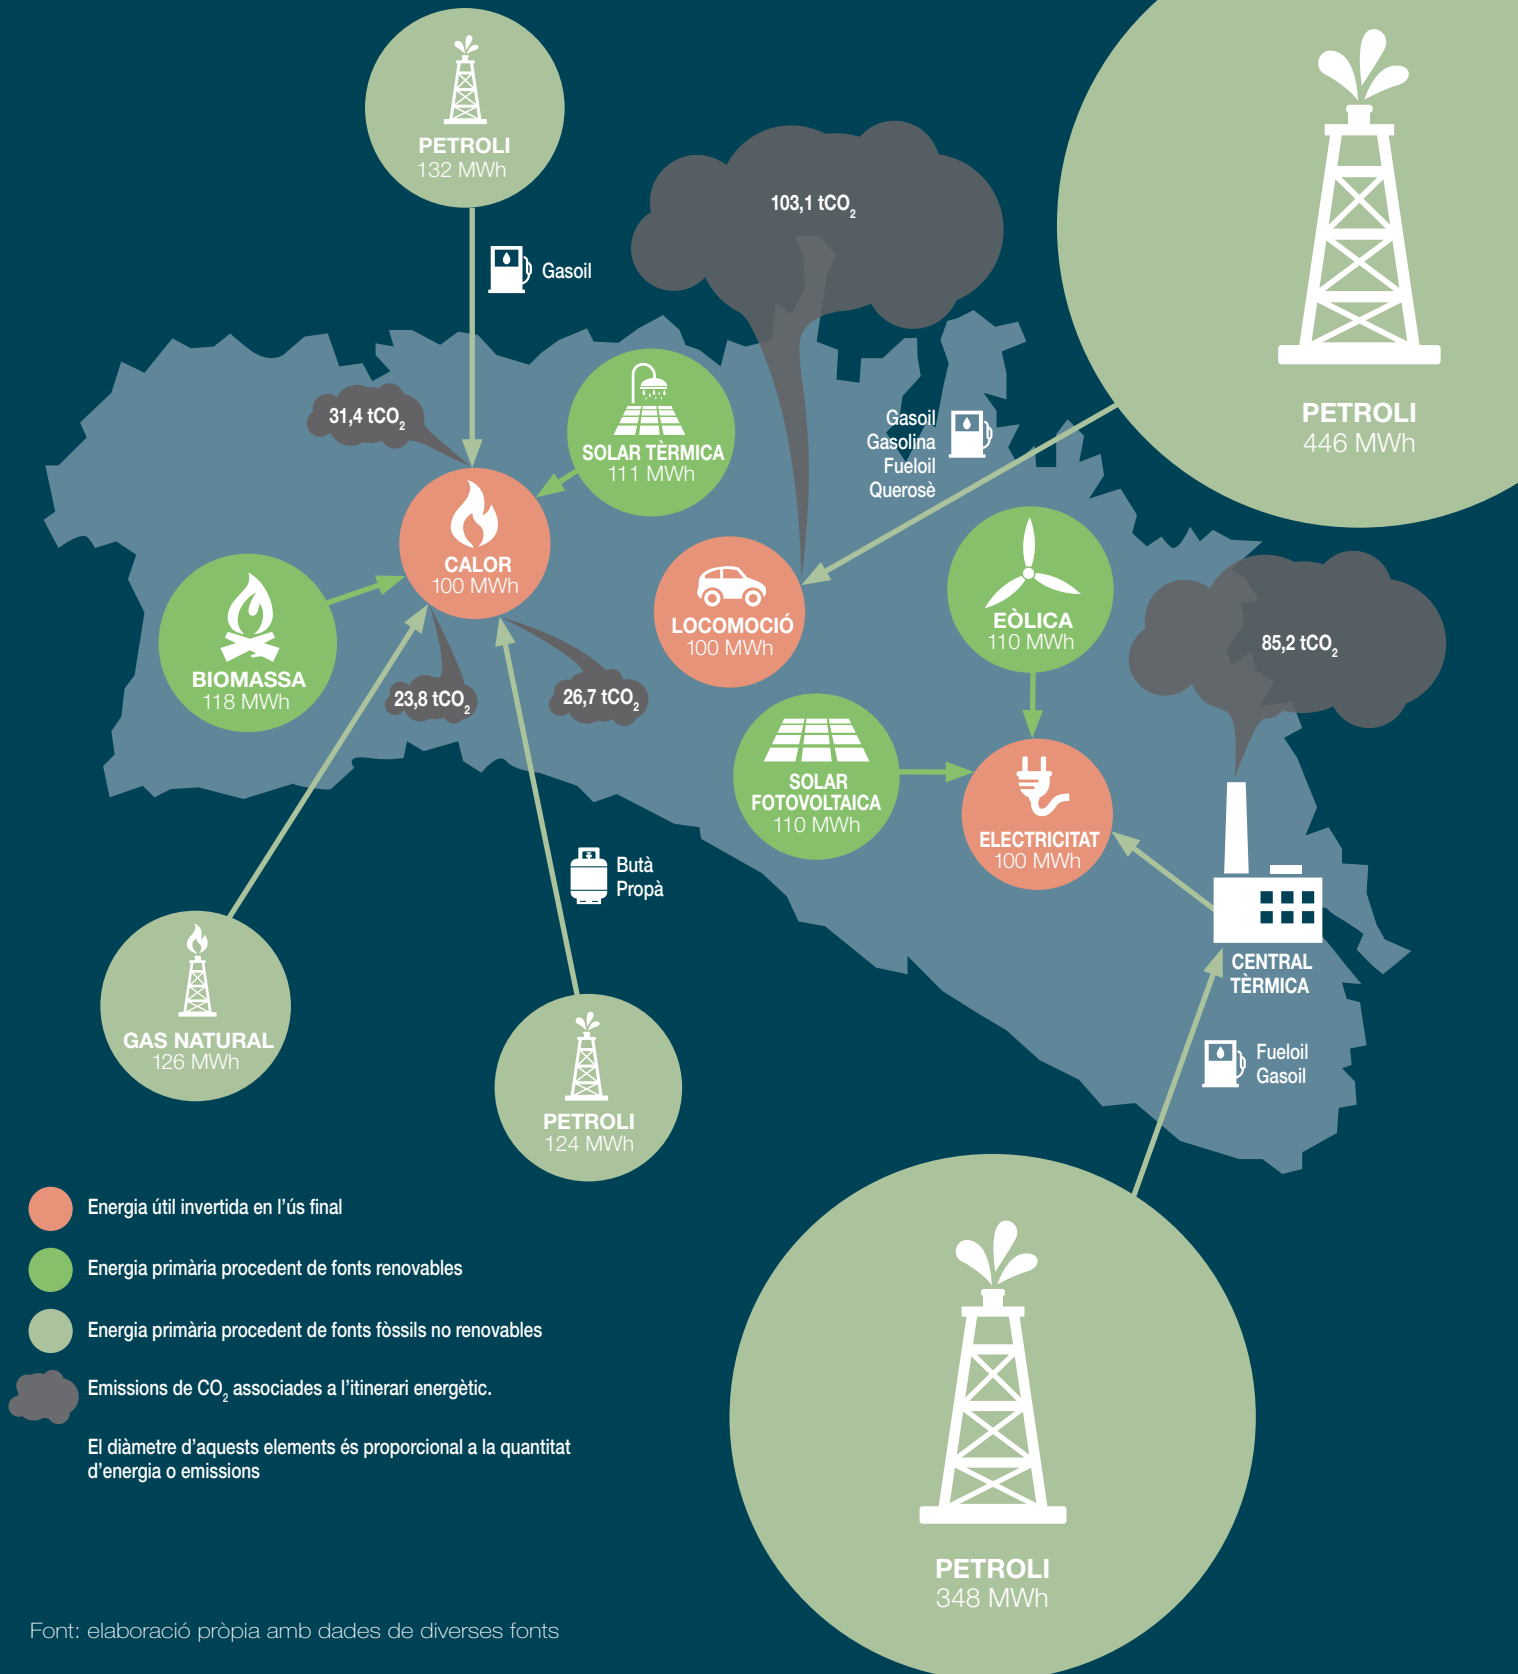 PETROLI
132 MWh
Gasoil
103,1 tCO2
PETROLI
446 MWh
31,4 tCO2
SOLAR TÈRMICA
111 MWh
Gasoil
Gasolina
Fueloil
Querosè
CALOR
100 MWh
LOCOMOCIÓ
100 MWh
EÒLICA
110 MWh
85,2 tCO2
BIOMASSA
118 MWh
23,8 tCO2
26,7 tCO2
SOLAR
FOTOVOLTAICA
110 MWh
ELECTRICITAT
100 MWh
Butà
Propà
CENTRAL
TÈRMICA
GAS NATURAL
126 MWh
Fueloil
Gasoil
PETROLI
124 MWh
Energia útil invertida en l'ús final
Energia primària procedent de fonts renovables
Energia primària procedent de fonts fòssils no renovables
Emissions de CO2 associades a l'itinerari energètic.
El diàmetre d'aquests elements és proporcional a la quantitat
d'energia o emissions
PETROLI
348 MWh
Font: elaboració pròpia amb dades de diverses fonts